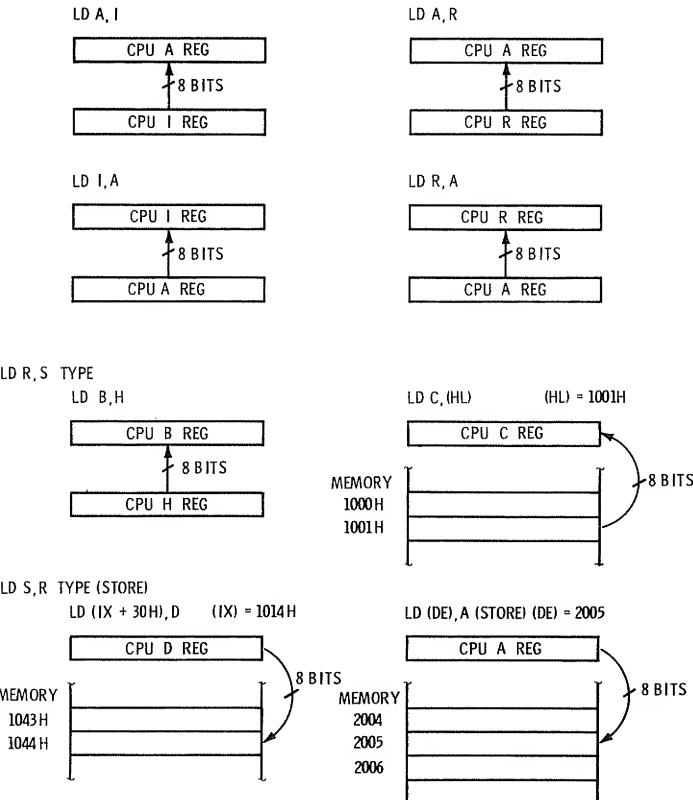 LD A, I
CPU A REG
8 BITS
CPU I REG
LD A, R
CPU A REG
8 BITS
CPU R REG
LD I, A
CPU I REG
8 BITS
CPU A REG
LD R, A
CPU R REG
8 BITS
CPU A REG
LD R, S TYPE
LD B, H
CPU B REG
8 BITS
CPU H REG
LD C, (HL) (HL) = 1001H
CPU C REG
8 BITS
MEMORY
1000H
1001H
LD S, R TYPE (STORE)
LD (IX + 30H), D (IX) = 1014H
CPU D REG
8 BITS
MEMORY
1043H
1044H
LD (DE), A (STORE) (DE) = 2005
CPU A REG
8 BITS
MEMORY
2004
2005
2006